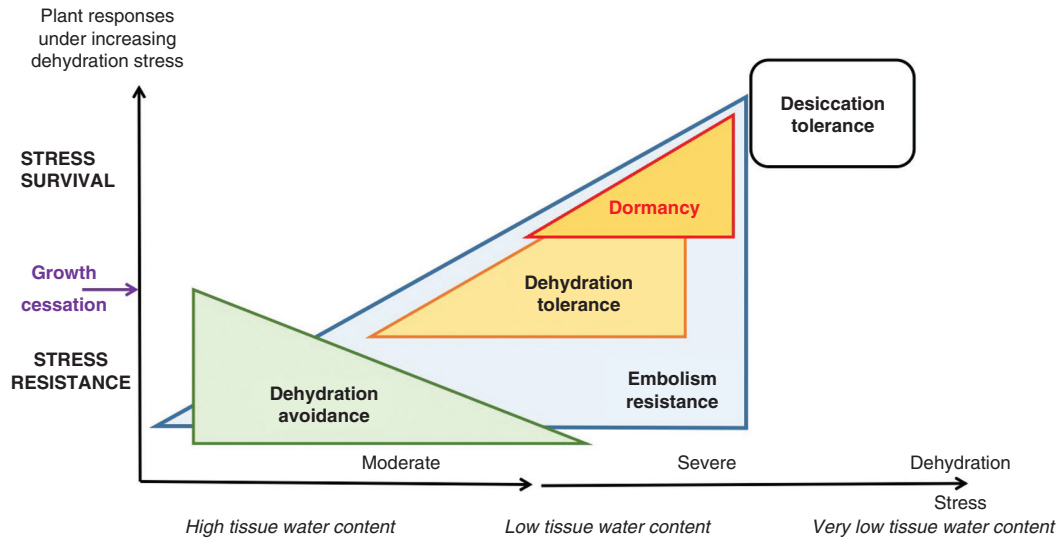 Plant responses
under increasing
dehydration stress
Desiccation
tolerance
STRESS
SURVIVAL
Dormancy
Growth
cessation
Dehydration
tolerance
STRESS
RESISTANCE
Dehydration
avoidance
Embolism
resistance
Moderate
Severe
Dehydration
Stress
High tissue water content
Low tissue water content
Very low tissue water content